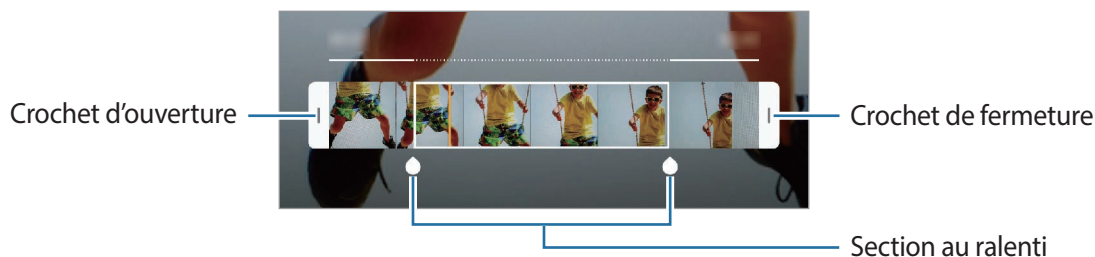 Crochet d'ouverture
Crochet de fermeture
Section au ralenti